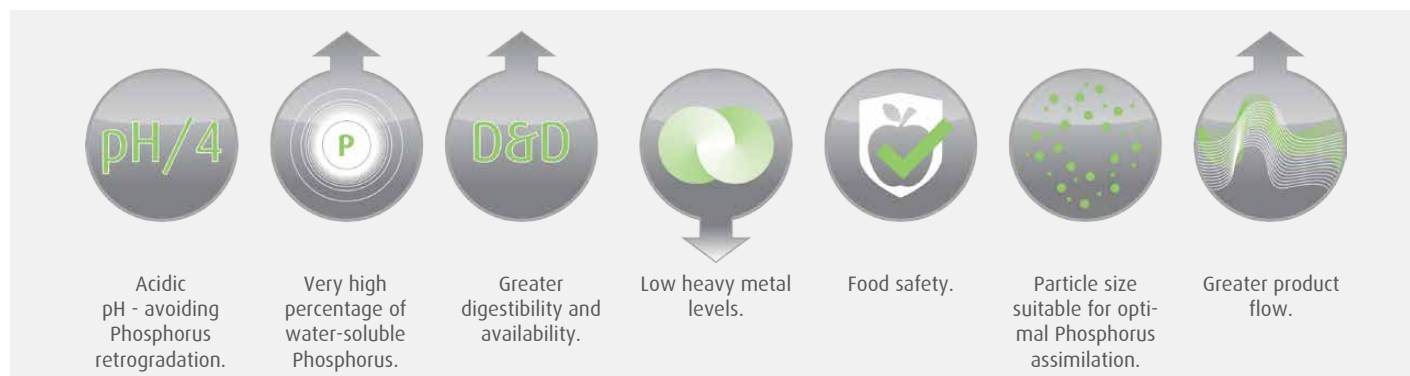 pH/4
P
D&D
Acidic
pH - avoiding
Phosphorus
retrogradation.
Very high
percentage of
water-soluble
Phosphorus.
Greater
digestibility and
availability.
Low heavy metal
levels.
Food safety.
Particle size
suitable for opti-
mal Phosphorus
assimilation.
Greater product
flow.